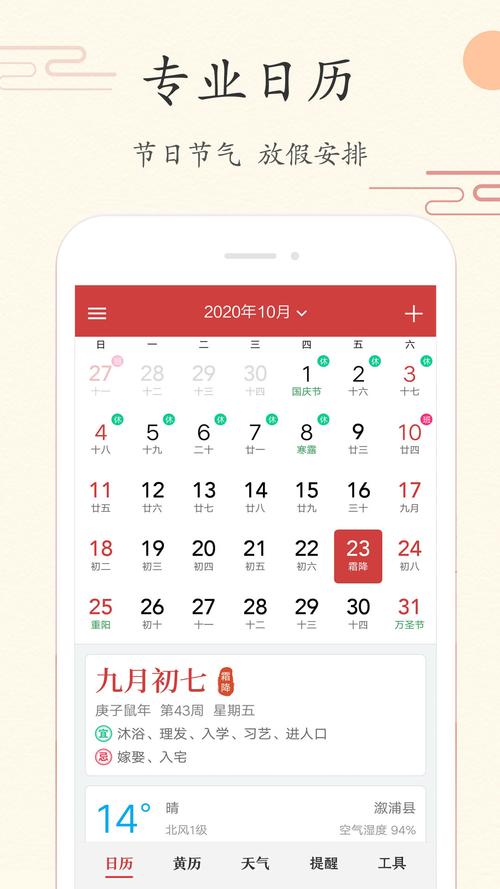 专业日历
节日节气 放假安排
2020年10月
日 一 二 三 四 五 六
27 班 28 29 30 1 休 2 休 3 休
十一 十二 十三 十四 国庆节 十六 十七
4 休 5 休 6 休 7 休 8 休 9 10 班
十八 十九 二十 廿一 寒露 廿三 廿四
11 12 13 14 15 16 17
廿五 廿六 廿七 廿八 廿九 三十 九月
18 19 20 21 22 23 24
初二 初三 初四 初五 初六 霜降 初八
25 26 27 28 29 30 31
重阳 初十 十一 十二 十三 十四 万圣节
九月初七 霜降
庚子鼠年 第43周 星期五
宜 沐浴、理发、入学、习艺、进人口
忌 嫁娶、入宅
14° 晴 溆浦县
北风1级 空气湿度 94%
日历 黄历 天气 提醒 工具